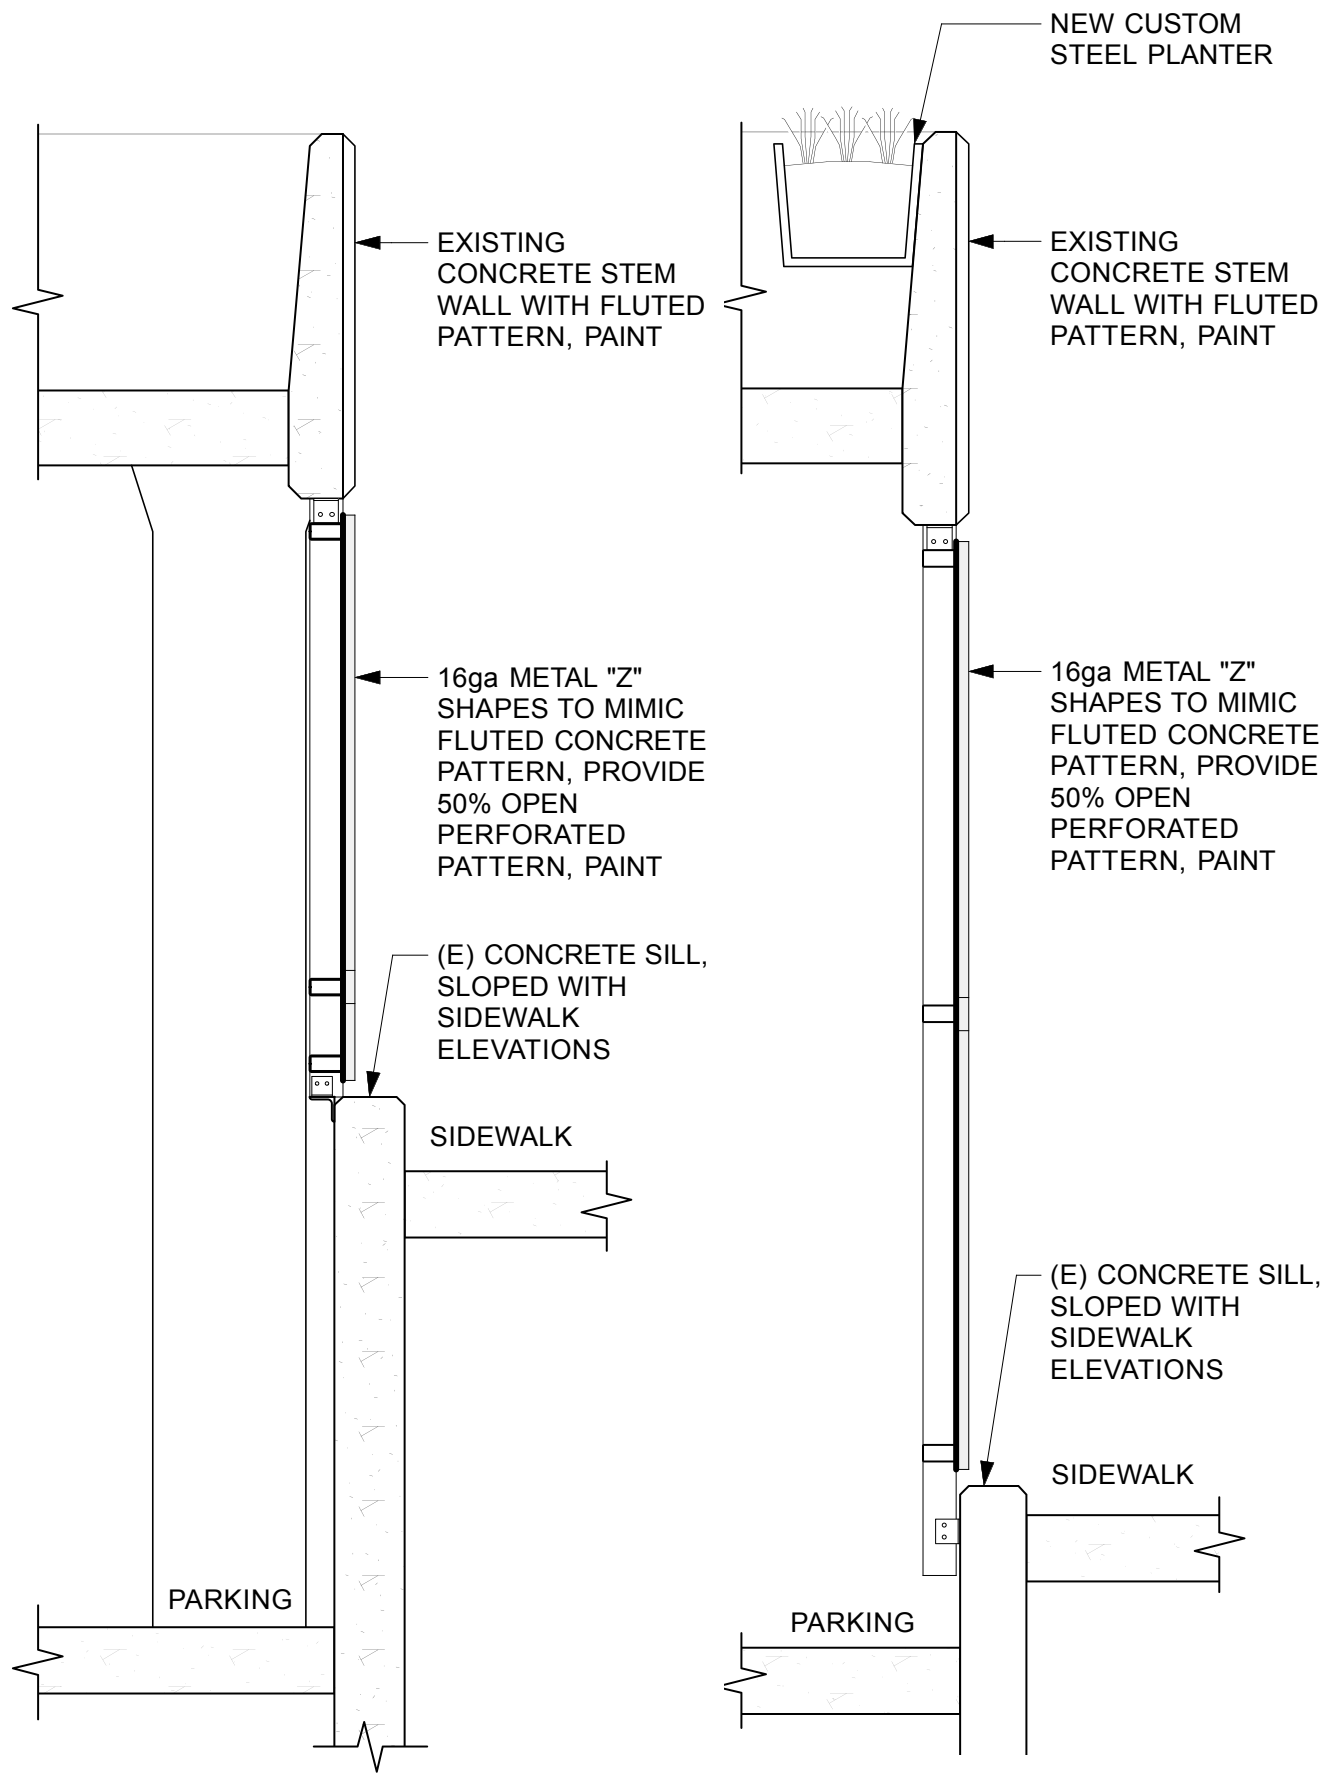 NEW CUSTOM
STEEL PLANTER
EXISTING
CONCRETE STEM
WALL WITH FLUTED
PATTERN, PAINT
EXISTING
CONCRETE STEM
WALL WITH FLUTED
PATTERN, PAINT
16ga METAL "Z"
SHAPES TO MIMIC
FLUTED CONCRETE
PATTERN, PROVIDE
50% OPEN
PERFORATED
PATTERN, PAINT
16ga METAL "Z"
SHAPES TO MIMIC
FLUTED CONCRETE
PATTERN, PROVIDE
50% OPEN
PERFORATED
PATTERN, PAINT
(E) CONCRETE SILL,
SLOPED WITH
SIDEWALK
ELEVATIONS
SIDEWALK
(E) CONCRETE SILL,
SLOPED WITH
SIDEWALK
ELEVATIONS
SIDEWALK
PARKING
PARKING